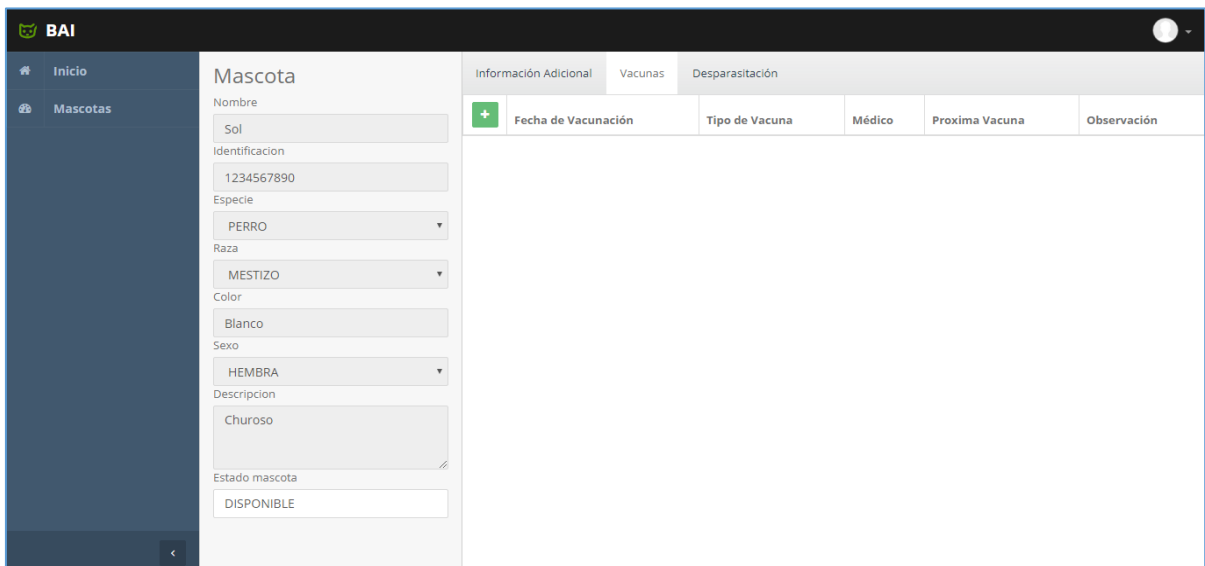 BAI
Inicio
Mascotas
Mascota
Nombre
Sol
Identificacion
1234567890
Especie
PERRO
Raza
MESTIZO
Color
Blanco
Sexo
HEMBRA
Descripcion
Churoso
Estado mascota
DISPONIBLE
Información Adicional Vacunas Desparasitación
+ Fecha de Vacunación Tipo de Vacuna Médico Proxima Vacuna Observación